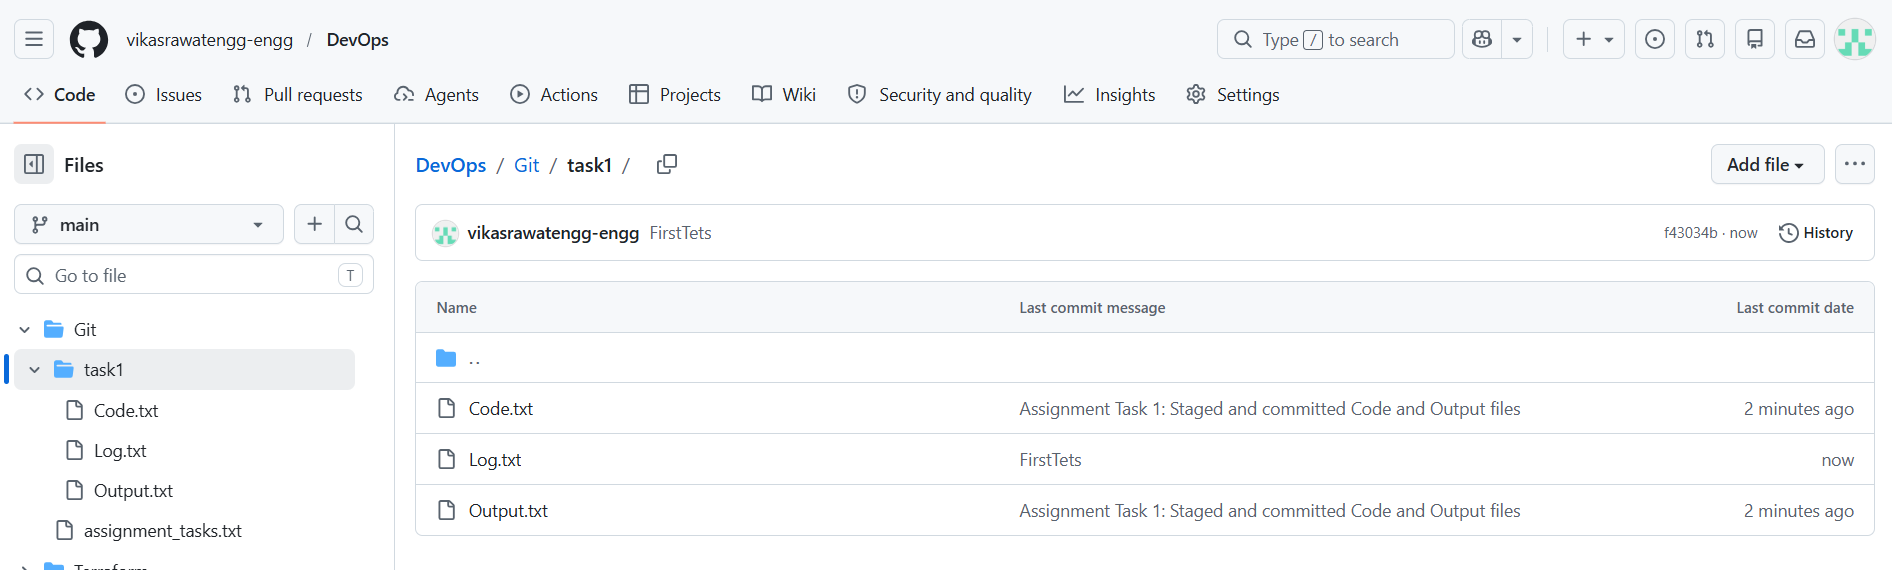 vikasrawatengg-engg / DevOps
Type / to search
Code Issues Pull requests Agents Actions Projects Wiki Security and quality Insights Settings
Files
main
Go to file T
Git
task1
Code.txt
Log.txt
Output.txt
assignment_tasks.txt
Terraform
DevOps / Git / task1 /
Add file
vikasrawatengg-engg FirstTets f43034b · now History
Name Last commit message Last commit date
..
Code.txt Assignment Task 1: Staged and committed Code and Output files 2 minutes ago
Log.txt FirstTets now
Output.txt Assignment Task 1: Staged and committed Code and Output files 2 minutes ago